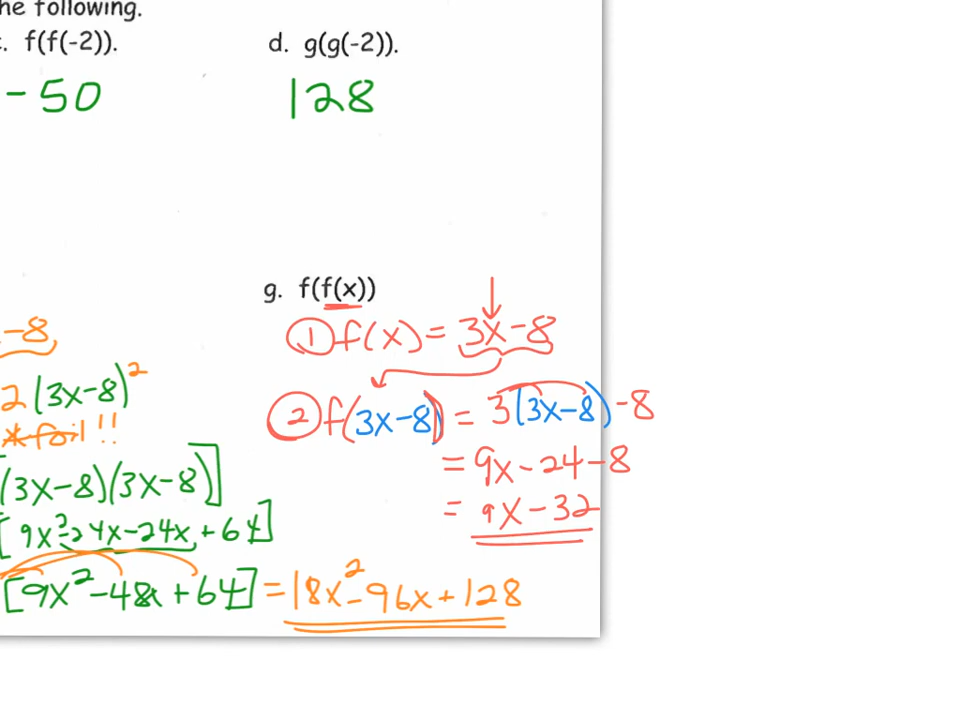 he following.
. f(f(-2)).
d. g(g(-2)).
-50
128
g. f(f(x))
-8
① f(x) = 3x-8
2(3x-8)²
② f(3x-8) = 3(3x-8)-8
* foil !!
= 9x-24-8
(3x-8)(3x-8)]
= 9x-32
[9x²-24x-24x+64]
[9x²-48x+64] = 18x²-96x+128